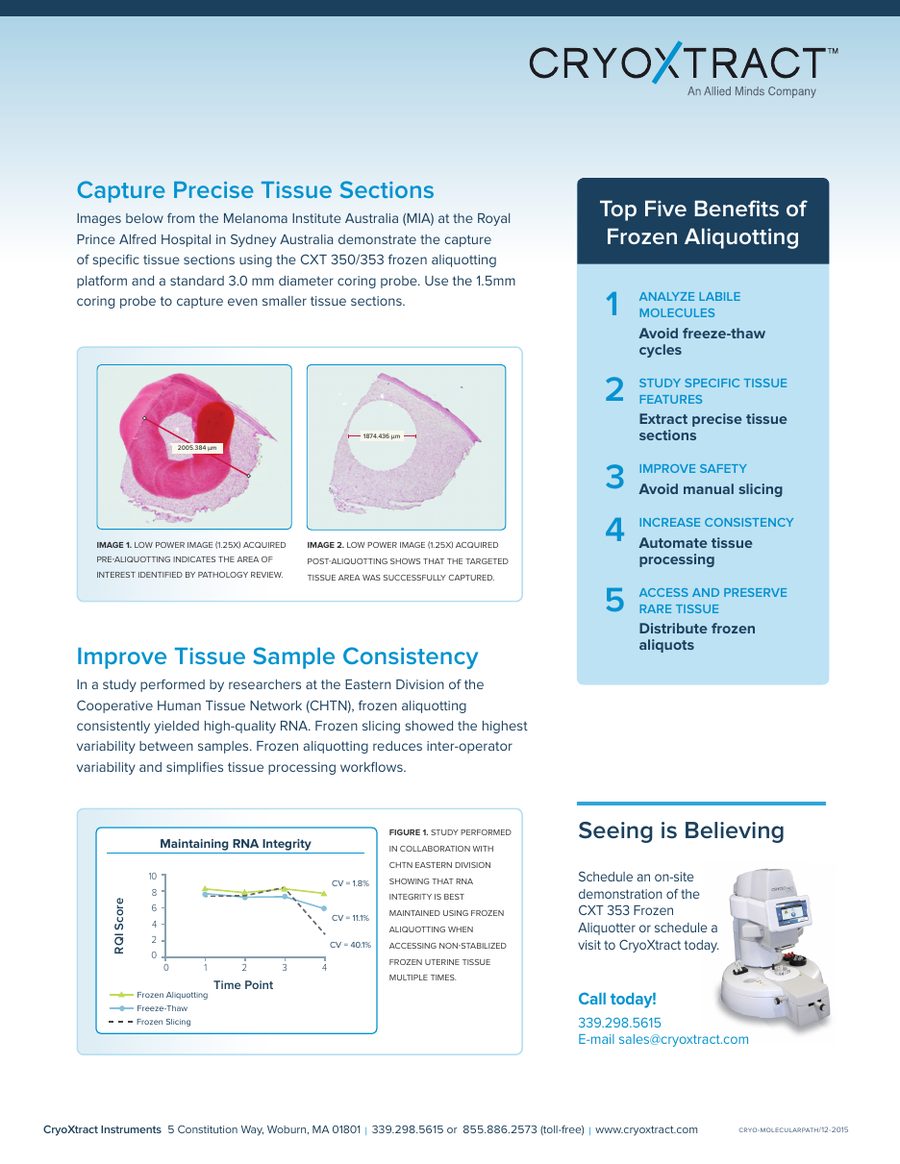 CRYOXTRACT™
An Allied Minds Company
Capture Precise Tissue Sections
Images below from the Melanoma Institute Australia (MIA) at the Royal
Prince Alfred Hospital in Sydney Australia demonstrate the capture
of specific tissue sections using the CXT 350/353 frozen aliquotting
platform and a standard 3.0 mm diameter coring probe. Use the 1.5mm
coring probe to capture even smaller tissue sections.
2005.384 µm
1874.436 µm
IMAGE 1. LOW POWER IMAGE (1.25X) ACQUIRED
PRE-ALIQUOTTING INDICATES THE AREA OF
INTEREST IDENTIFIED BY PATHOLOGY REVIEW.
IMAGE 2. LOW POWER IMAGE (1.25X) ACQUIRED
POST-ALIQUOTTING SHOWS THAT THE TARGETED
TISSUE AREA WAS SUCCESSFULLY CAPTURED.
Improve Tissue Sample Consistency
In a study performed by researchers at the Eastern Division of the
Cooperative Human Tissue Network (CHTN), frozen aliquotting
consistently yielded high-quality RNA. Frozen slicing showed the highest
variability between samples. Frozen aliquotting reduces inter-operator
variability and simplifies tissue processing workflows.
Maintaining RNA Integrity
RQI Score
10
8
6
4
2
0
0 1 2 3 4
Time Point
CV = 1.8%
CV = 11.1%
CV = 40.1%
Frozen Aliquotting
Freeze-Thaw
Frozen Slicing
FIGURE 1. STUDY PERFORMED
IN COLLABORATION WITH
CHTN EASTERN DIVISION
SHOWING THAT RNA
INTEGRITY IS BEST
MAINTAINED USING FROZEN
ALIQUOTTING WHEN
ACCESSING NON-STABILIZED
FROZEN UTERINE TISSUE
MULTIPLE TIMES.
Top Five Benefits of
Frozen Aliquotting
1 ANALYZE LABILE
MOLECULES
Avoid freeze-thaw
cycles
2 STUDY SPECIFIC TISSUE
FEATURES
Extract precise tissue
sections
3 IMPROVE SAFETY
Avoid manual slicing
4 INCREASE CONSISTENCY
Automate tissue
processing
5 ACCESS AND PRESERVE
RARE TISSUE
Distribute frozen
aliquots
Seeing is Believing
Schedule an on-site
demonstration of the
CXT 353 Frozen
Aliquotter or schedule a
visit to CryoXtract today.
Call today!
339.298.5615
E-mail sales@cryoxtract.com
CRYOXTRACT
CryoXtract Instruments 5 Constitution Way, Woburn, MA 01801 | 339.298.5615 or 855.886.2573 (toll-free) | www.cryoxtract.com
CRYO-MOLECULARPATH/12-2015